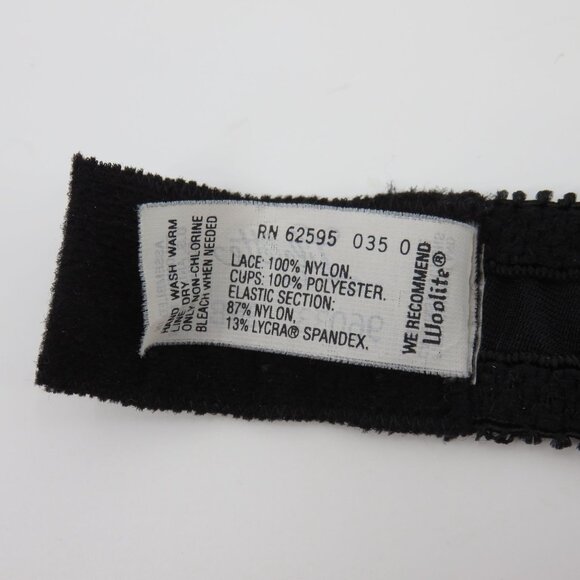 RN 62595 035 0
LACE: 100% NYLON.
CUPS: 100% POLYESTER.
ELASTIC SECTION:
87% NYLON.
13% LYCRA® SPANDEX.
HAND WASH WARM
LINE DRY
ONLY NON-CHLORINE
BLEACH WHEN NEEDED
WE RECOMMEND
Woolite®